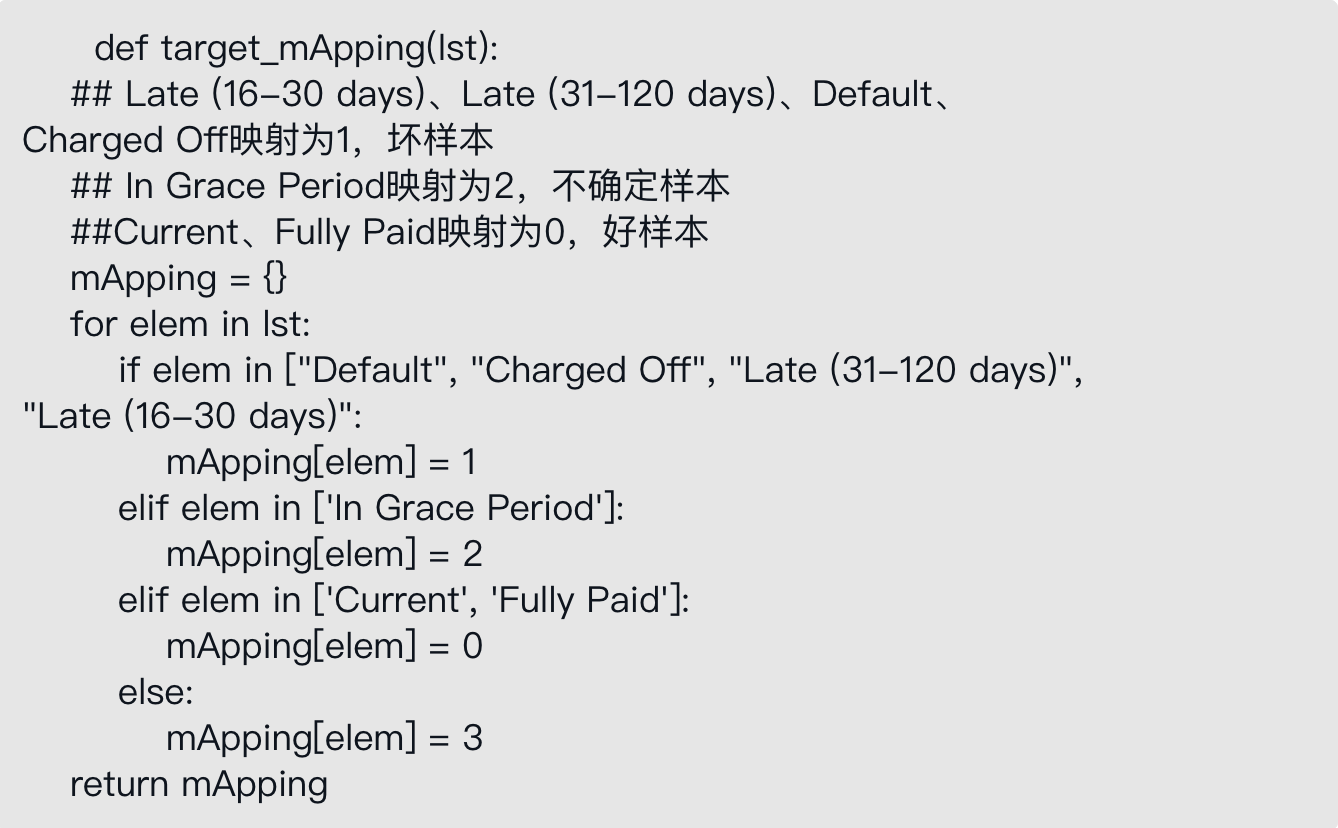 def target_mApping(lst):
## Late (16–30 days)、Late (31–120 days)、Default、
Charged Off映射为1，坏样本
## In Grace Period映射为2，不确定样本
##Current、Fully Paid映射为0，好样本
mApping = {}
for elem in lst:
if elem in ["Default", "Charged Off", "Late (31–120 days)",
"Late (16–30 days)":
mApping[elem] = 1
elif elem in ['In Grace Period']:
mApping[elem] = 2
elif elem in ['Current', 'Fully Paid']:
mApping[elem] = 0
else:
mApping[elem] = 3
return mApping